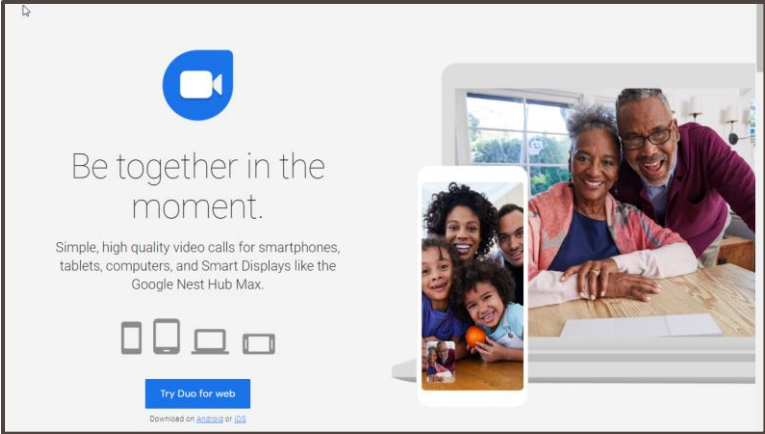 Be together in the
moment.
Simple, high quality video calls for smartphones,
tablets, computers, and Smart Displays like the
Google Nest Hub Max.
Try Duo for web
Download on Android or iOS